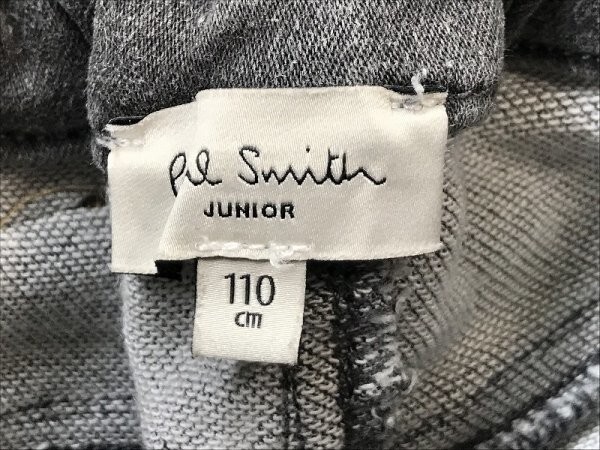 Paul Smith
JUNIOR
110
cm